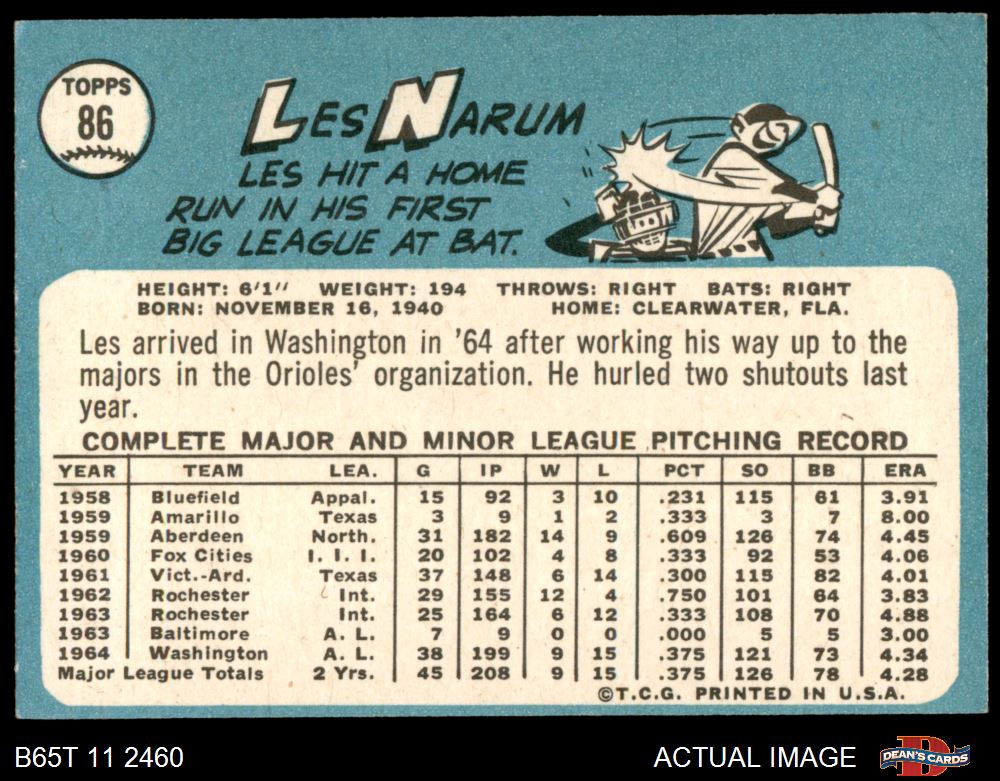 TOPPS
86
LES NARUM
LES HIT A HOME
RUN IN HIS FIRST
BIG LEAGUE AT BAT.
HEIGHT: 6'1" WEIGHT: 194 THROWS: RIGHT BATS: RIGHT
BORN: NOVEMBER 16, 1940 HOME: CLEARWATER, FLA.
Les arrived in Washington in '64 after working his way up to the
majors in the Orioles' organization. He hurled two shutouts last
year.
COMPLETE MAJOR AND MINOR LEAGUE PITCHING RECORD
YEAR TEAM LEA. G IP W L PCT SO BB ERA
1958 Bluefield Appal. 15 92 3 10 .231 115 61 3.91
1959 Amarillo Texas 3 9 1 2 .333 3 7 8.00
1959 Aberdeen North. 31 182 14 9 .609 126 74 4.45
1960 Fox Cities I. I. I. 20 102 4 8 .333 92 53 4.06
1961 Vict.-Ard. Texas 37 148 6 14 .300 115 82 4.01
1962 Rochester Int. 29 155 12 4 .750 101 64 3.83
1963 Rochester Int. 25 164 6 12 .333 108 70 4.88
1963 Baltimore A. L. 7 9 0 0 .000 5 5 3.00
1964 Washington A. L. 38 199 9 15 .375 121 73 4.34
Major League Totals 2 Yrs. 45 208 9 15 .375 126 78 4.28
©T.C.G. PRINTED IN U.S.A.
B65T 11 2460 ACTUAL IMAGE DEAN'S CARDS